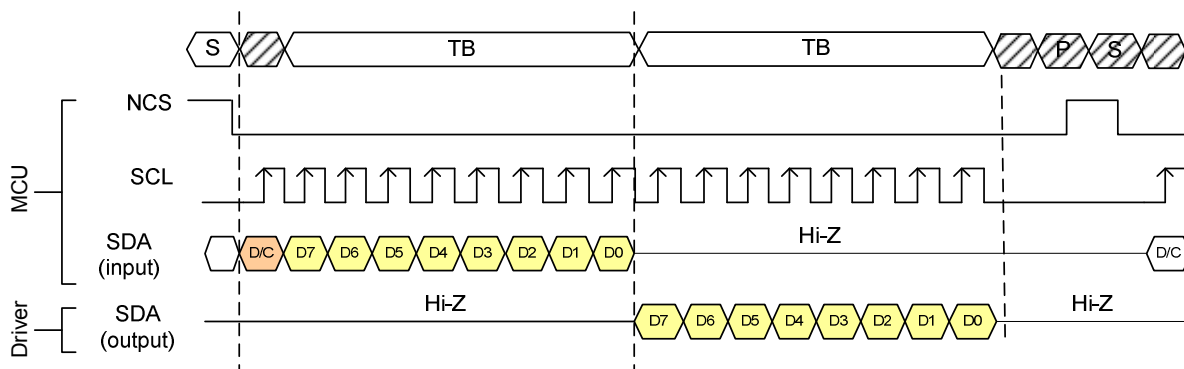 S TB TB P S
NCS
SCL
MCU
SDA
(input)
D/C D7 D6 D5 D4 D3 D2 D1 D0 Hi-Z D/C
Driver
SDA
(output)
Hi-Z D7 D6 D5 D4 D3 D2 D1 D0 Hi-Z